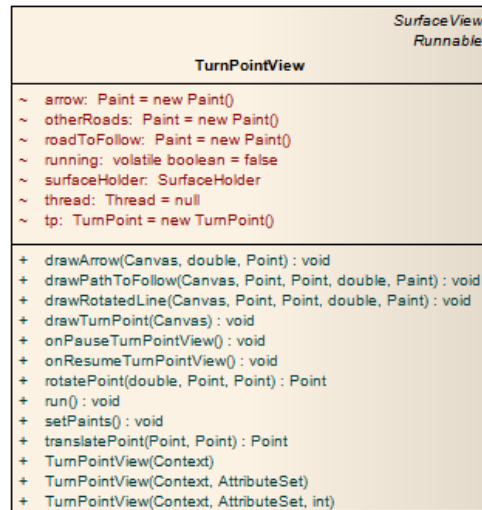 SurfaceView
Runnable
TurnPointView
~ arrow: Paint = new Paint()
~ otherRoads: Paint = new Paint()
~ roadToFollow: Paint = new Paint()
~ running: volatile boolean = false
~ surfaceHolder: SurfaceHolder
~ thread: Thread = null
~ tp: TurnPoint = new TurnPoint()
+ drawArrow(Canvas, double, Point) : void
+ drawPathToFollow(Canvas, Point, Point, double, Paint) : void
+ drawRotatedLine(Canvas, Point, Point, double, Paint) : void
+ drawTurnPoint(Canvas) : void
+ onPauseTurnPointView() : void
+ onResumeTurnPointView() : void
+ rotatePoint(double, Point, Point) : Point
+ run() : void
+ setPaints() : void
+ translatePoint(Point, Point) : Point
+ TurnPointView(Context)
+ TurnPointView(Context, AttributeSet)
+ TurnPointView(Context, AttributeSet, int)